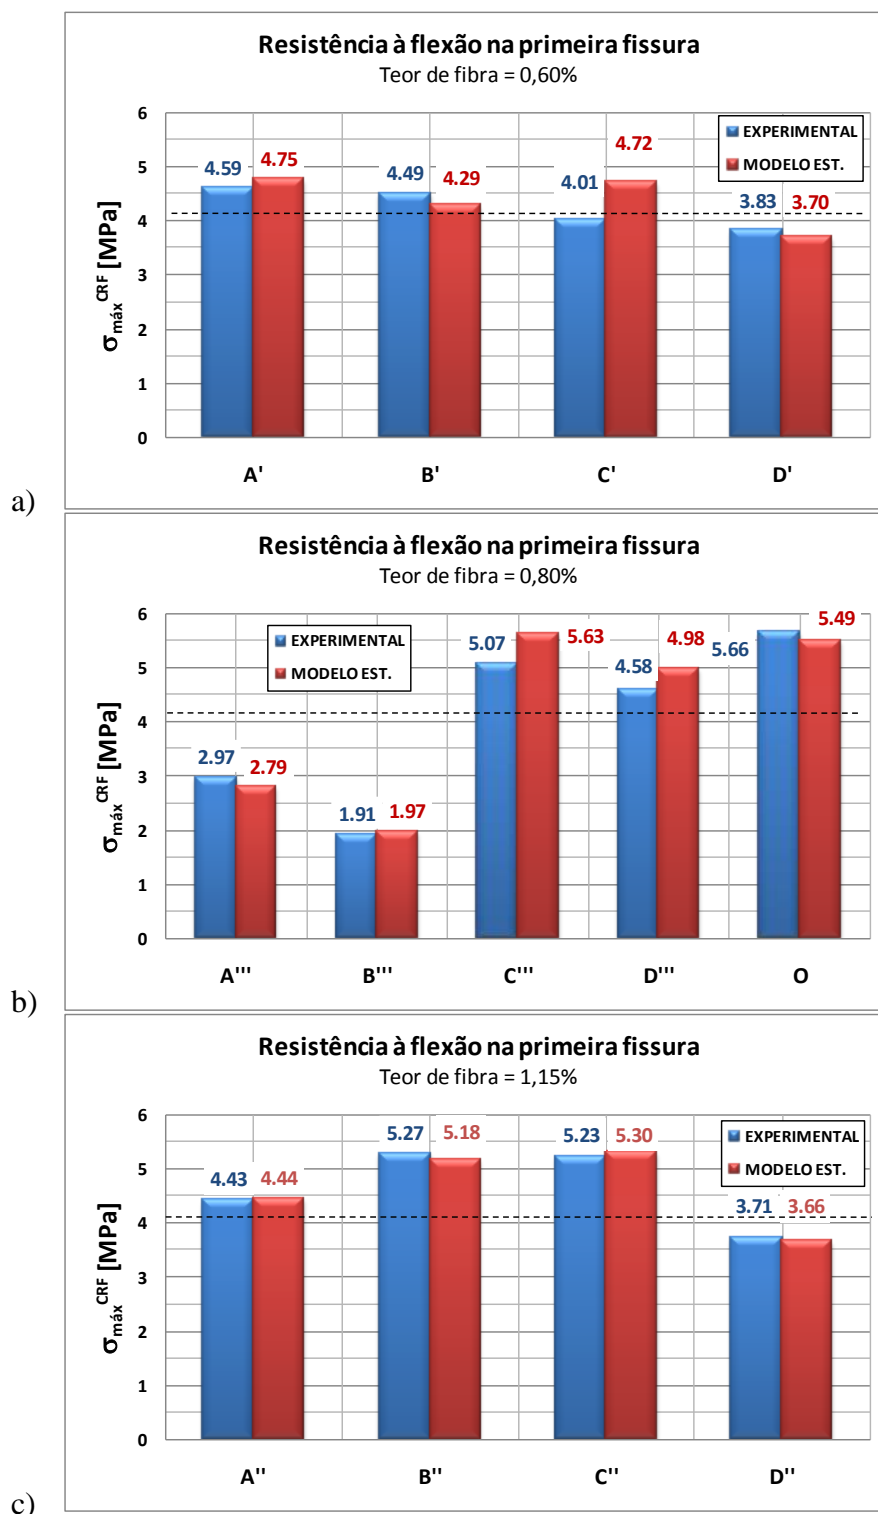 Resistência à flexão na primeira fissura
Teor de fibra = 0,60%
σmáx^CRF [MPa]
6
5
4
3
2
1
0
4.59
4.75
4.49
4.29
4.01
4.72
3.83
3.70
EXPERIMENTAL
MODELO EST.
A'
B'
C'
D'
a)
Resistência à flexão na primeira fissura
Teor de fibra = 0,80%
σmáx^CRF [MPa]
6
5
4
3
2
1
0
EXPERIMENTAL
MODELO EST.
2.97
2.79
1.91
1.97
5.07
5.63
4.58
4.98
5.66
5.49
A'''
B'''
C'''
D'''
O
b)
Resistência à flexão na primeira fissura
Teor de fibra = 1,15%
σmáx^CRF [MPa]
6
5
4
3
2
1
0
4.43
4.44
5.27
5.18
5.23
5.30
3.71
3.66
EXPERIMENTAL
MODELO EST.
A''
B''
C''
D''
c)